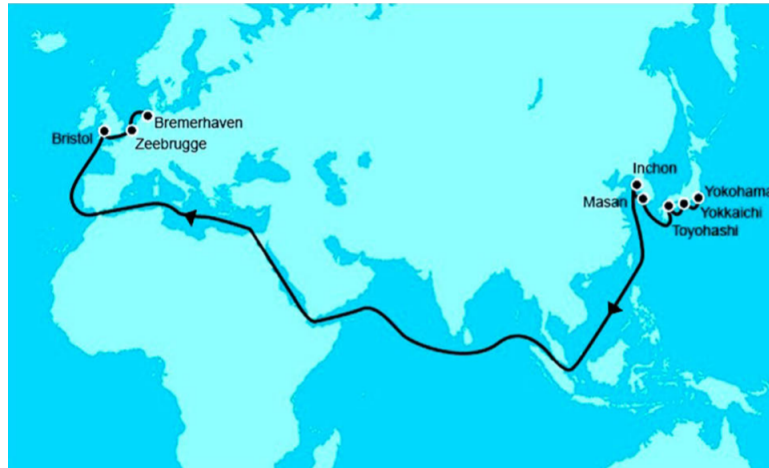 Bremerhaven
Bristol
Zeebrugge
Inchon
Masan
Yokohama
Yokkaichi
Toyohashi